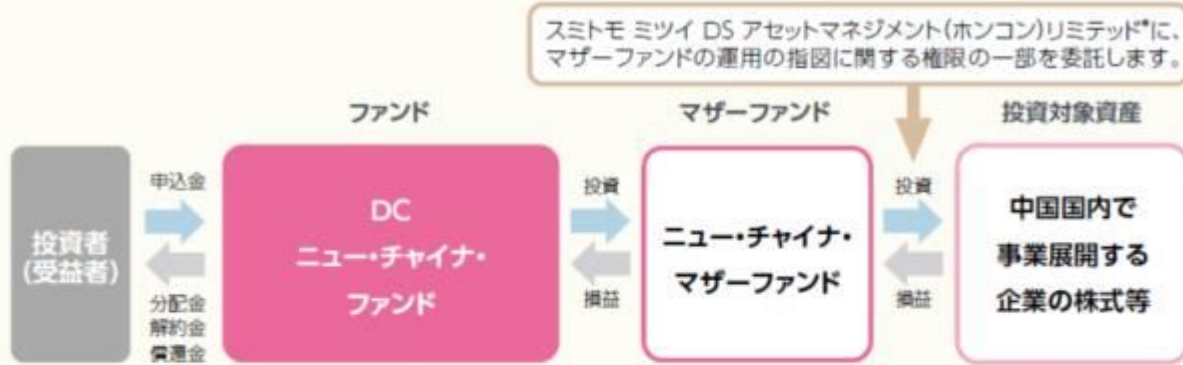 スミトモ ミツイ DS アセットマネジメント(ホンコン)リミテッド*に、
マザーファンドの運用の指図に関する権限の一部を委託します。
ファンド
マザーファンド
投資対象資産
投資者
(受益者)
申込金
分配金
解約金
償還金
DC
ニュー・チャイナ・
ファンド
投資
損益
ニュー・チャイナ・
マザーファンド
投資
損益
中国国内で
事業展開する
企業の株式等